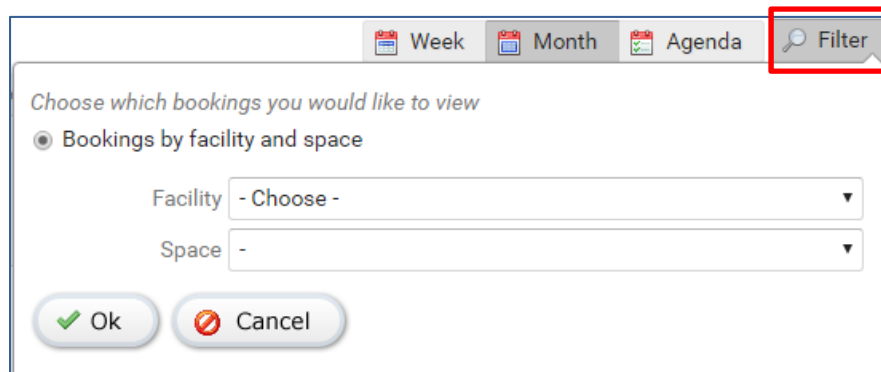 Week Month Agenda Filter
Choose which bookings you would like to view
Bookings by facility and space
Facility - Choose -
Space -
Ok Cancel